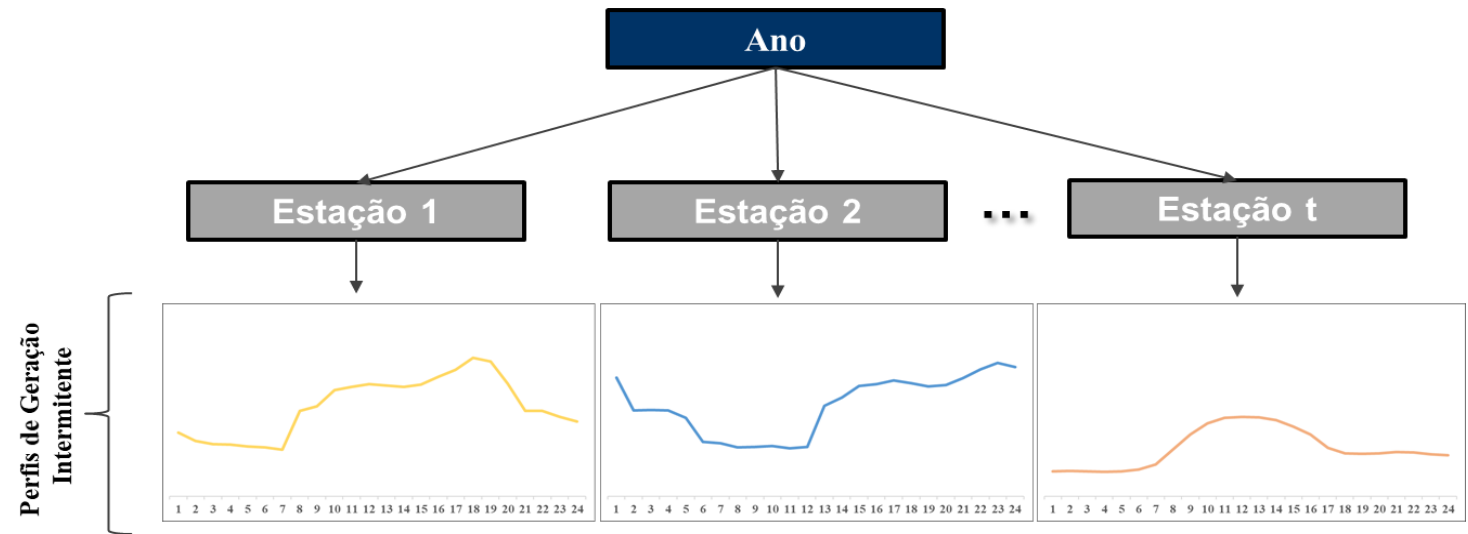 Ano
Estação 1
Estação 2
...
Estação t
Perfis de Geração
Intermitente
1 2 3 4 5 6 7 8 9 10 11 12 13 14 15 16 17 18 19 20 21 22 23 24
1 2 3 4 5 6 7 8 9 10 11 12 13 14 15 16 17 18 19 20 21 22 23 24
1 2 3 4 5 6 7 8 9 10 11 12 13 14 15 16 17 18 19 20 21 22 23 24